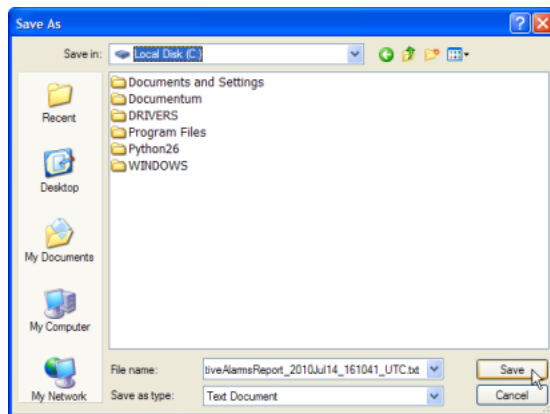 Save As
Save in:
Local Disk (C:)
Documents and Settings
Documentum
DRIVERS
Program Files
Python26
WINDOWS
Recent
Desktop
My Documents
My Computer
My Network
File name:
tiveAlarmsReport_2010Jul14_161041_UTC.txt
Save
Save as type:
Text Document
Cancel